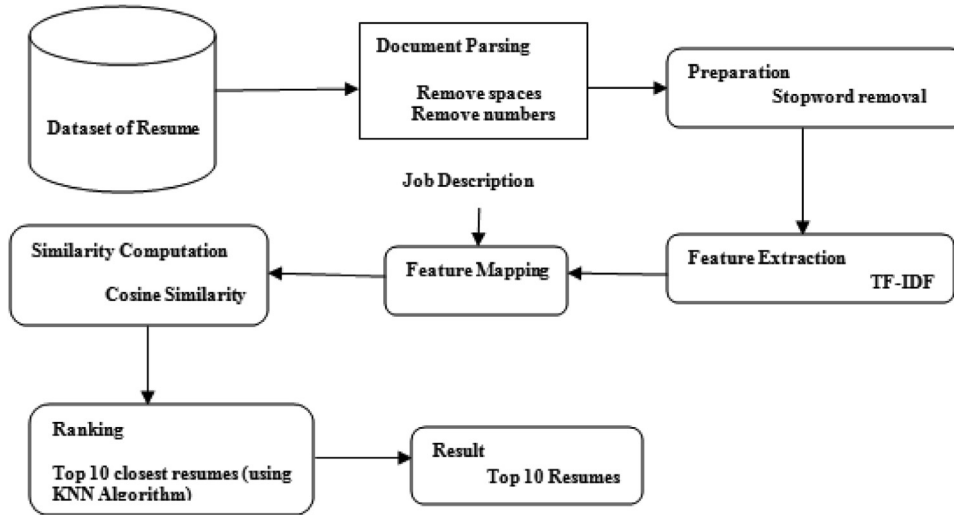 Dataset of Resume
Document Parsing
Remove spaces
Remove numbers
Preparation
Stopword removal
Job Description
Similarity Computation
Cosine Similarity
Feature Mapping
Feature Extraction
TF-IDF
Ranking
Top 10 closest resumes (using
KNN Algorithm)
Result
Top 10 Resumes